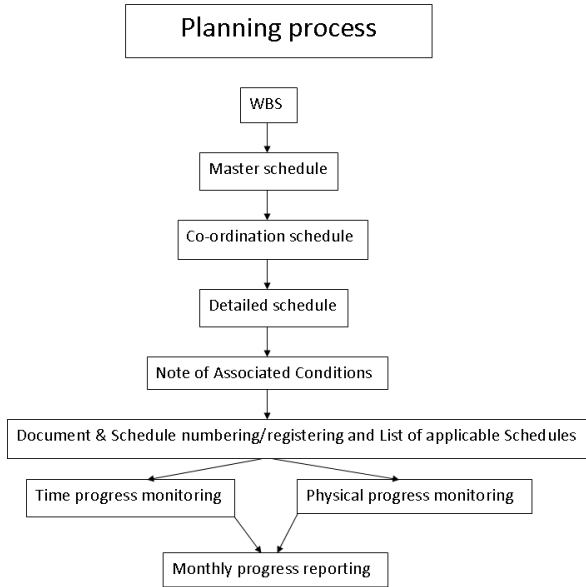 Planning process
WBS
Master schedule
Co-ordination schedule
Detailed schedule
Note of Associated Conditions
Document & Schedule numbering/registering and List of applicable Schedules
Time progress monitoring
Physical progress monitoring
Monthly progress reporting